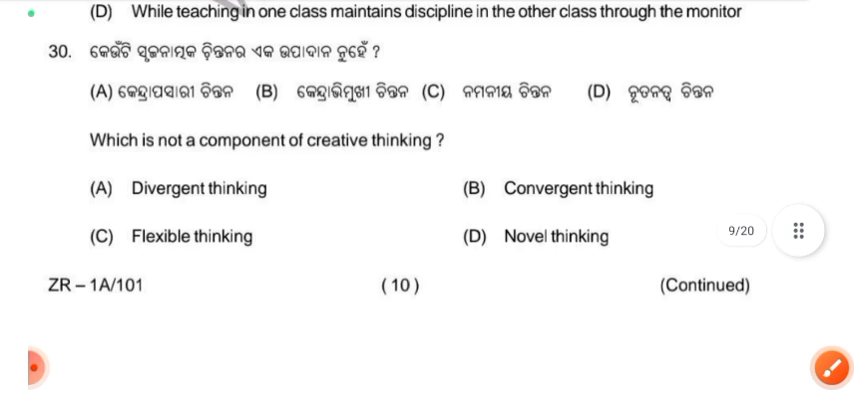 (D) While teaching in one class maintains discipline in the other class through the monitor
30. କେଉଁଟି ସୃଜନାତ୍ମକ ଚିନ୍ତନର ଏକ ଉପାଦାନ ନୁହେଁ ?
(A) କେନ୍ଦ୍ରାପସାରୀ ଚିନ୍ତନ (B) କେନ୍ଦ୍ରାଭିମୁଖୀ ଚିନ୍ତନ (C) ନମନୀୟ ଚିନ୍ତନ (D) ନୂତନତ୍ୱ ଚିନ୍ତନ
Which is not a component of creative thinking ?
(A) Divergent thinking (B) Convergent thinking
(C) Flexible thinking (D) Novel thinking
9/20
ZR – 1A/101 ( 10 ) (Continued)